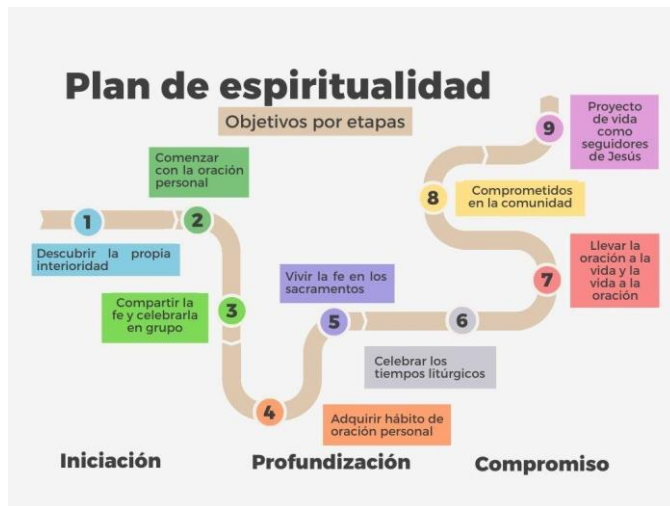 Plan de espiritualidad
Objetivos por etapas
1
Descubrir la propia
interioridad
2
Comenzar
con la oración
personal
3
Compartir la
fe y celebrarla
en grupo
4
Adquirir hábito de
oración personal
5
Vivir la fe en los
sacramentos
6
Celebrar los
tiempos litúrgicos
7
Llevar la
oración a la
vida y la
vida a la
oración
8
Comprometidos
en la comunidad
9
Proyecto
de vida
como
seguidores
de Jesús
Iniciación
Profundización
Compromiso